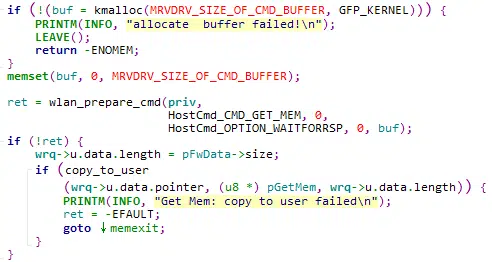 if (!(buf = kmalloc(MRVDRV_SIZE_OF_CMD_BUFFER, GFP_KERNEL))) {
PRINTM(INFO, "allocate  buffer failed!\n");
LEAVE();
return -ENOMEM;
}
memset(buf, 0, MRVDRV_SIZE_OF_CMD_BUFFER);
ret = wlan_prepare_cmd(priv,
HostCmd_CMD_GET_MEM, 0,
HostCmd_OPTION_WAITFORRSP, 0, buf);
if (!ret) {
wrq->u.data.length = pFwData->size;
if (copy_to_user
(wrq->u.data.pointer, (u8 *) pGetMem, wrq->u.data.length)) {
PRINTM(INFO, "Get Mem: copy to user failed\n");
ret = -EFAULT;
goto ↓memexit;
}
}